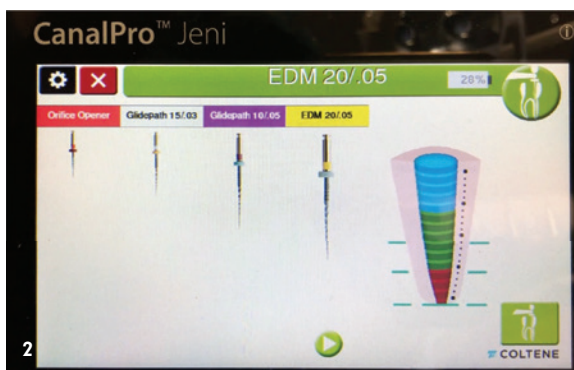 CanalPro™ Jeni
EDM 20/.05
28%
Orifice Opener
Glidepath 15/.03
Glidepath 10/.05
EDM 20/.05
2
COLTENE